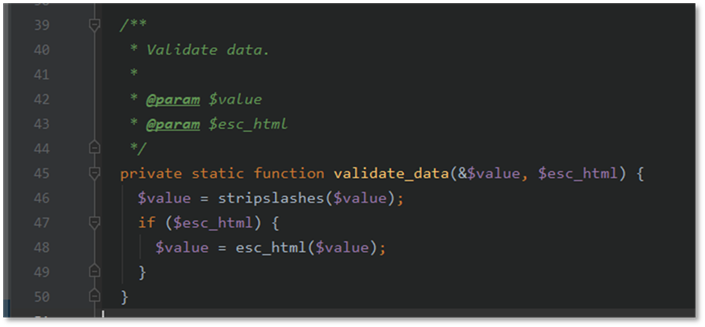 39 /**
40 * Validate data.
41 *
42 * @param $value
43 * @param $esc_html
44 */
45 private static function validate_data(&$value, $esc_html) {
46 $value = stripslashes($value);
47 if ($esc_html) {
48 $value = esc_html($value);
49 }
50 }